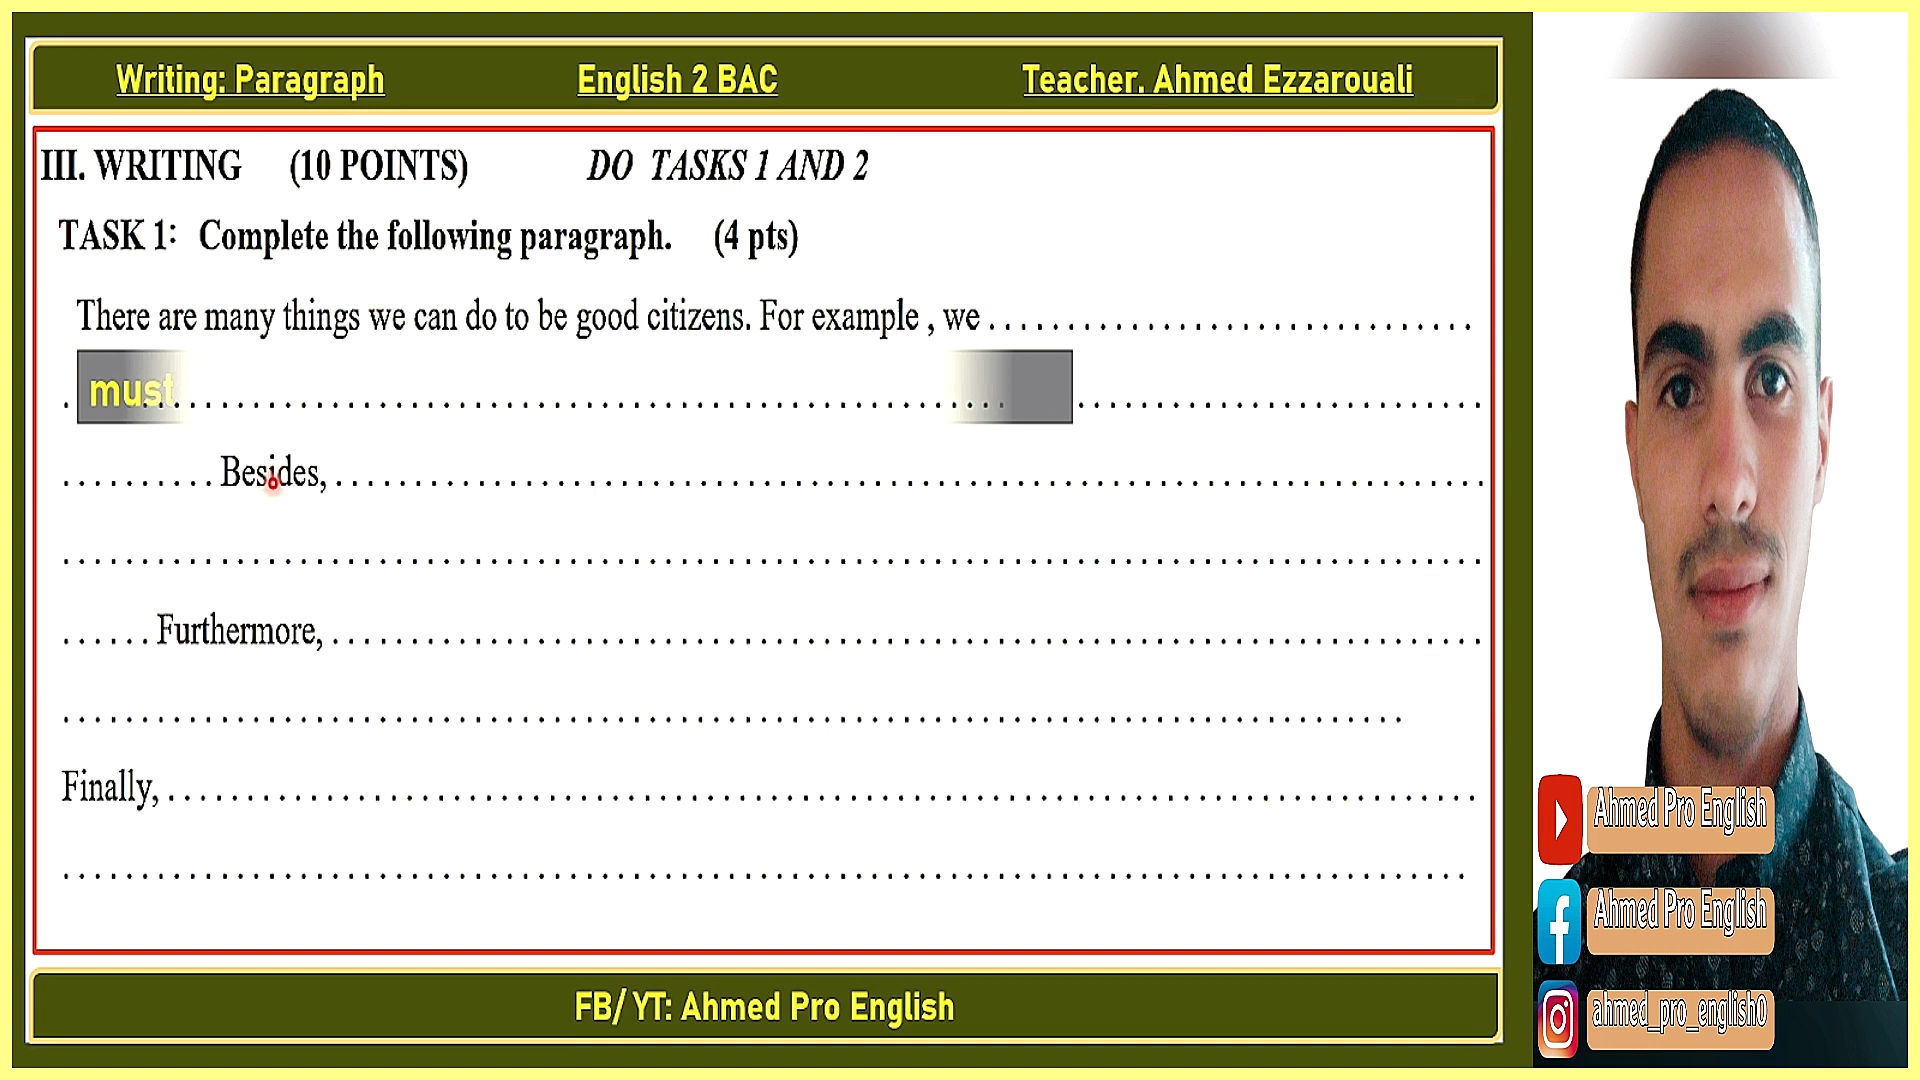 Writing: Paragraph English 2 BAC Teacher. Ahmed Ezzarouali
III. WRITING (10 POINTS) DO TASKS 1 AND 2
TASK 1: Complete the following paragraph. (4 pts)
There are many things we can do to be good citizens. For example , we . . . . . . . . . . . . . . . . . . . . . . . . . . . . . . .
. must . . . . . . . . . . . . . . . . . . . . . . . . . . . . . . . . . . . . . . . . . . . . . . . . . . . . . . . . . . . . . . . . . . . . . . . . . . . . . .
. . . . . . . . . . Besides, . . . . . . . . . . . . . . . . . . . . . . . . . . . . . . . . . . . . . . . . . . . . . . . . . . . . . . . . . . . . . . . . . . . . . . . .
. . . . . . . . . . . . . . . . . . . . . . . . . . . . . . . . . . . . . . . . . . . . . . . . . . . . . . . . . . . . . . . . . . . . . . . . . . . . . . . . . . . . . . . . . .
. . . . . . Furthermore, . . . . . . . . . . . . . . . . . . . . . . . . . . . . . . . . . . . . . . . . . . . . . . . . . . . . . . . . . . . . . . . . . . . . . . . .
. . . . . . . . . . . . . . . . . . . . . . . . . . . . . . . . . . . . . . . . . . . . . . . . . . . . . . . . . . . . . . . . . . . . . . . . . . . . . . . . . . . . .
Finally, . . . . . . . . . . . . . . . . . . . . . . . . . . . . . . . . . . . . . . . . . . . . . . . . . . . . . . . . . . . . . . . . . . . . . . . . . . . . . . . . . .
. . . . . . . . . . . . . . . . . . . . . . . . . . . . . . . . . . . . . . . . . . . . . . . . . . . . . . . . . . . . . . . . . . . . . . . . . . . . . . . . . . . . . . . . .
FB/ YT: Ahmed Pro English
Ahmed Pro English
Ahmed Pro English
ahmed_pro_english0